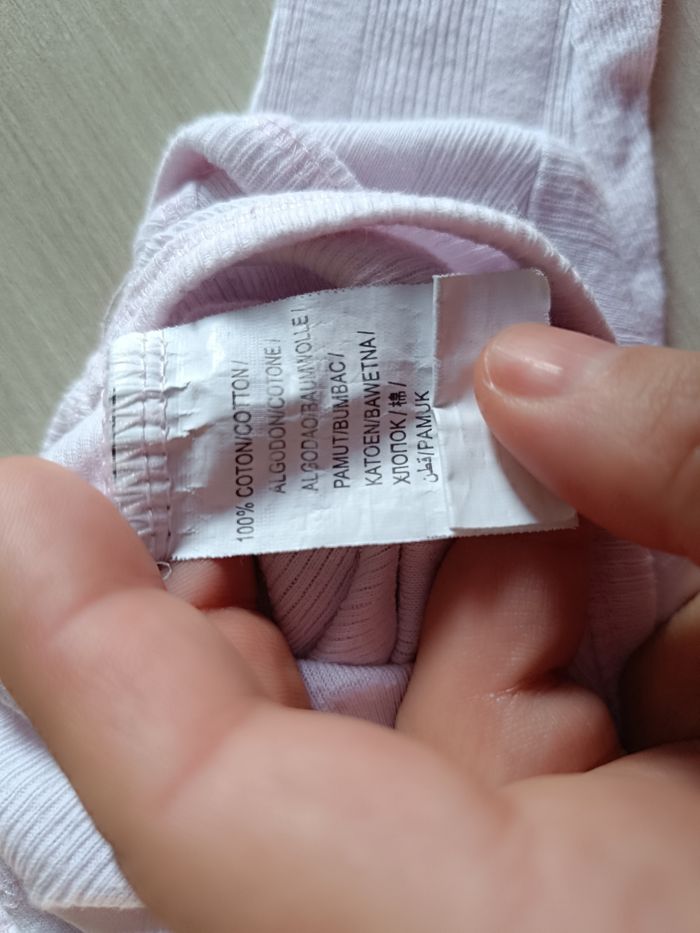 100% COTON/COTTON/
ALGODON/COTONE/
ALGODAO/BAUMWOLLE/
PAMUT/BUMBAC/
KATOEN/BAWETNA/
ХЛОПОК/棉/
قطن/PAMUK